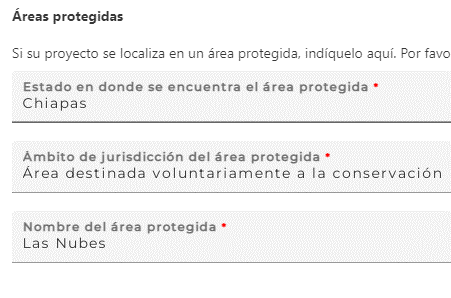 Áreas protegidas
Si su proyecto se localiza en un área protegida, indíquelo aquí. Por favo
Estado en donde se encuentra el área protegida *
Chiapas
Ámbito de jurisdicción del área protegida *
Área destinada voluntariamente a la conservación
Nombre del área protegida *
Las Nubes